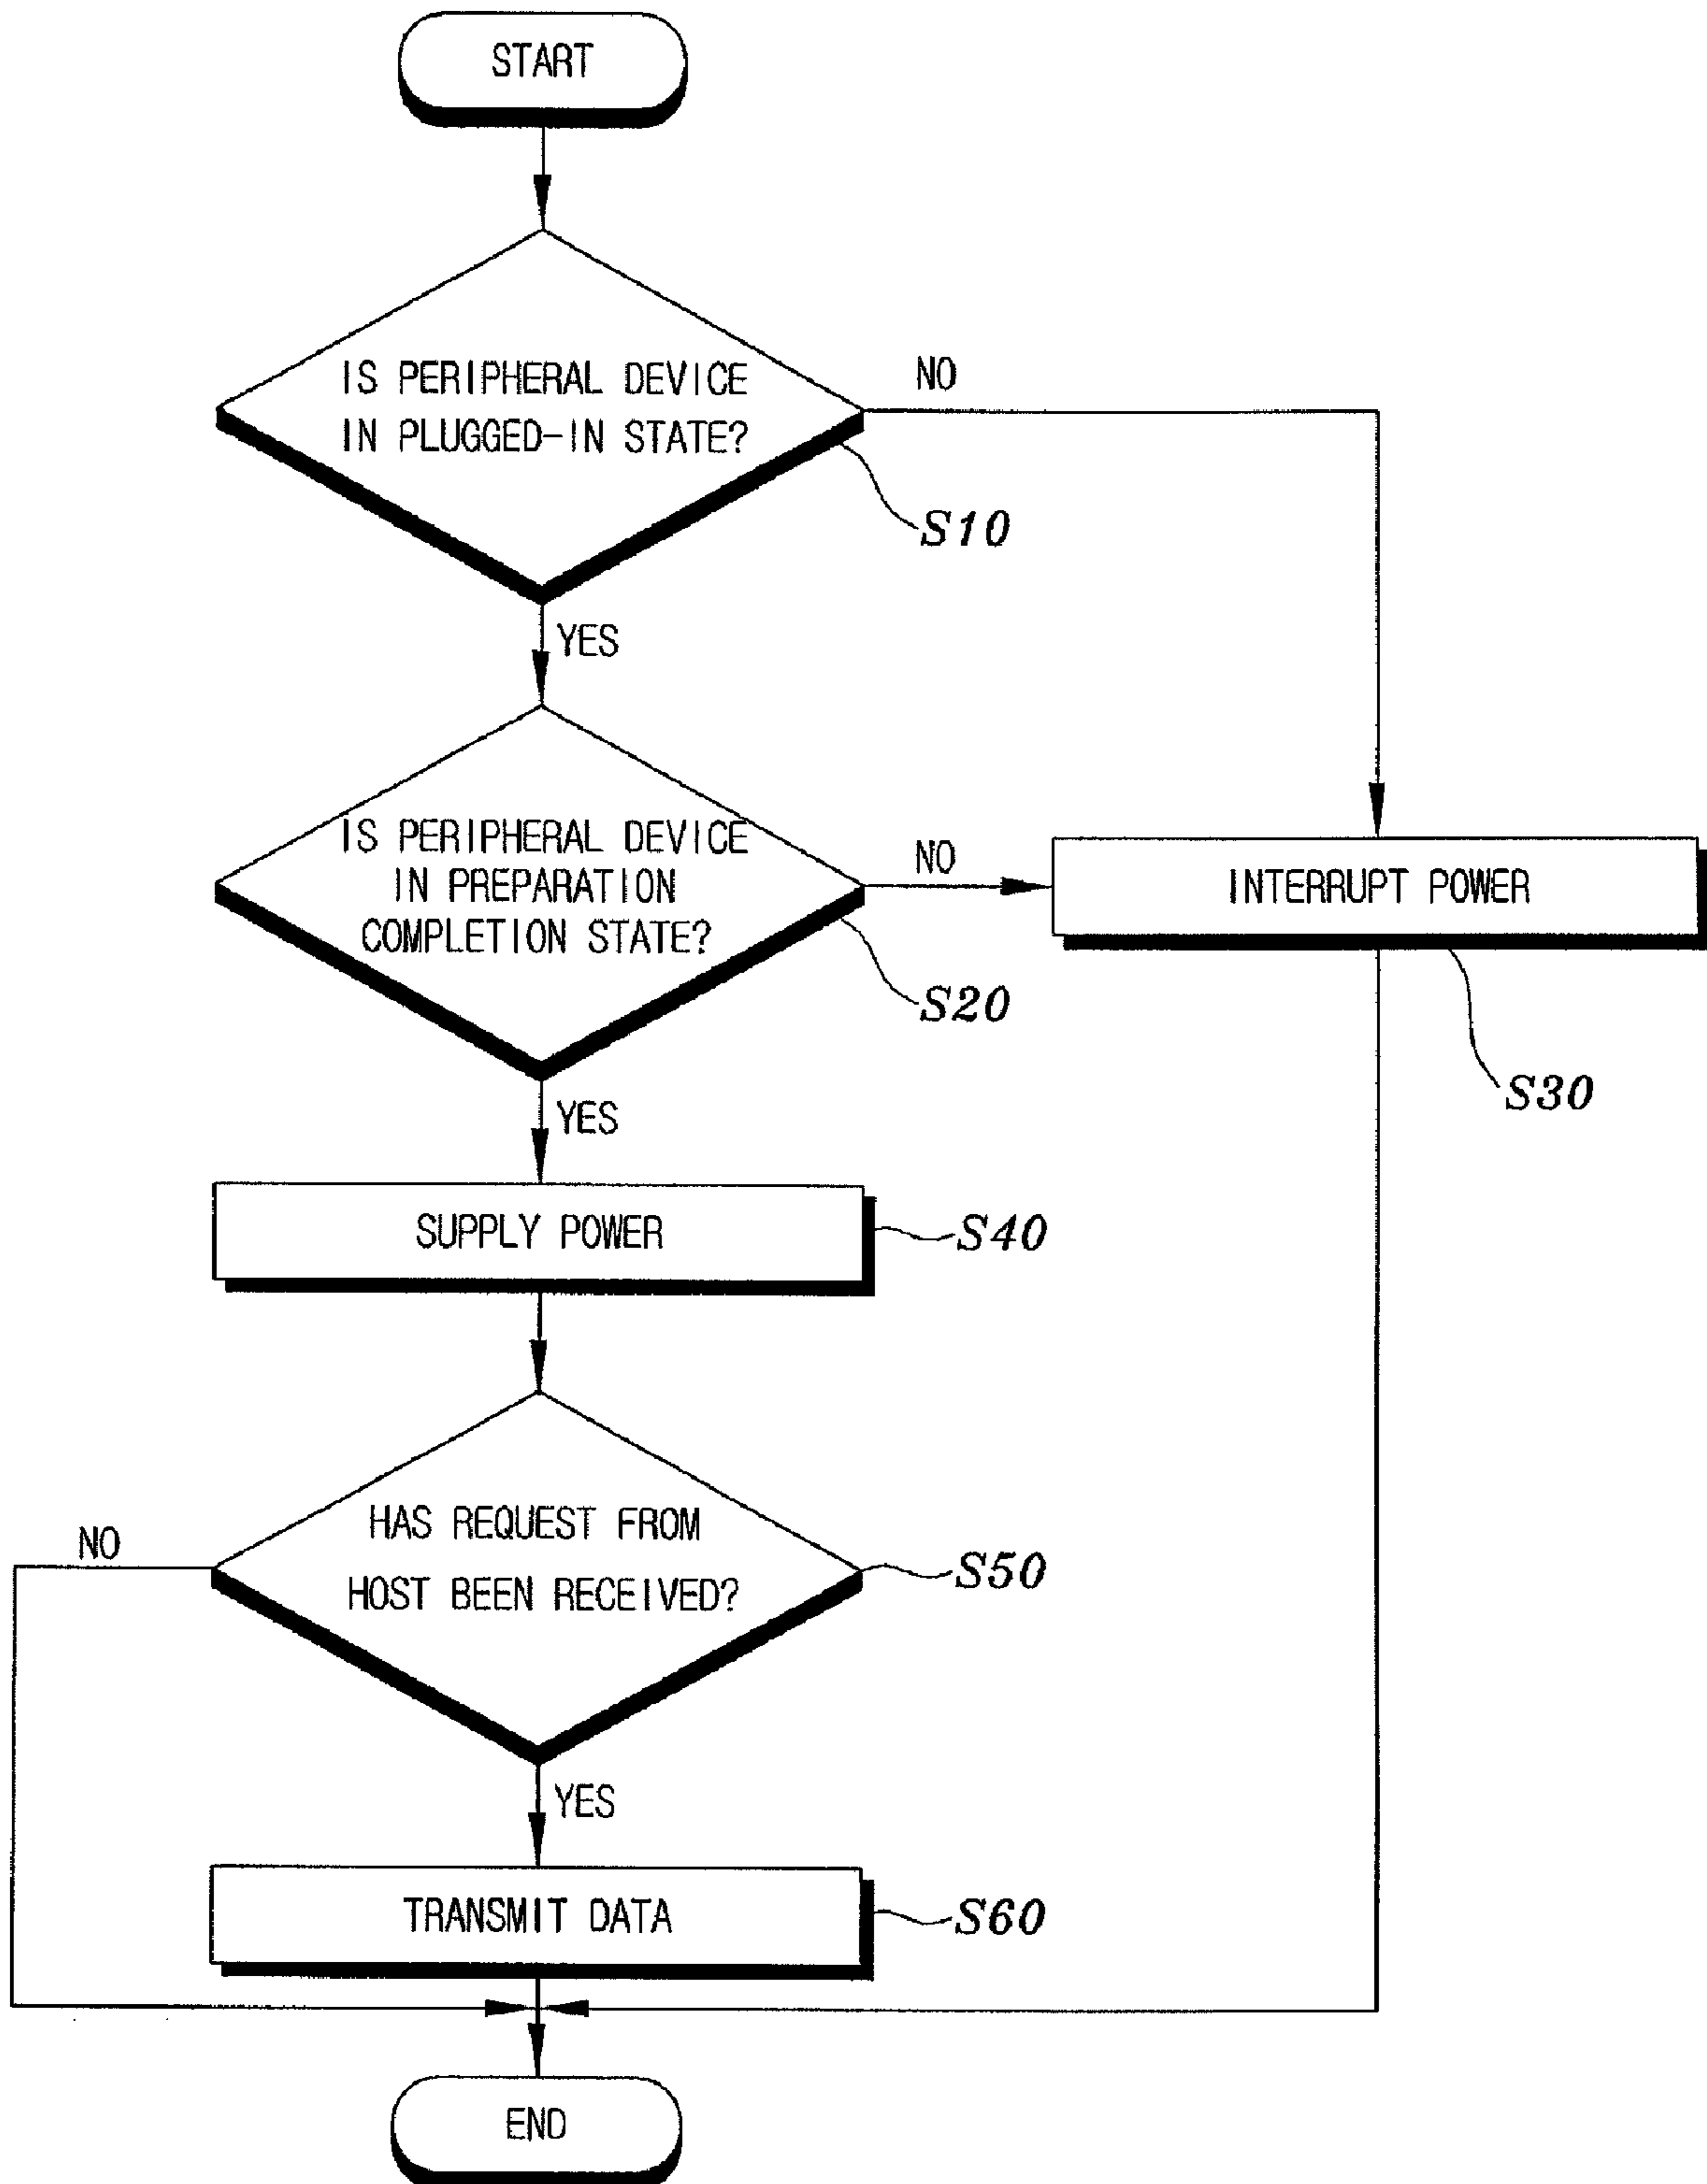 START
IS PERIPHERAL DEVICE
IN PLUGGED-IN STATE?
NO
S10
YES
IS PERIPHERAL DEVICE
IN PREPARATION
COMPLETION STATE?
NO
S20
INTERRUPT POWER
S30
YES
SUPPLY POWER
S40
HAS REQUEST FROM
HOST BEEN RECEIVED?
NO
S50
YES
TRANSMIT DATA
S60
END